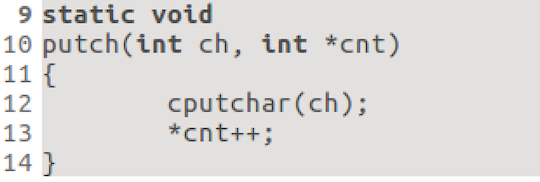 9 static void
10 putch(int ch, int *cnt)
11 {
12         cputchar(ch);
13         *cnt++;
14 }